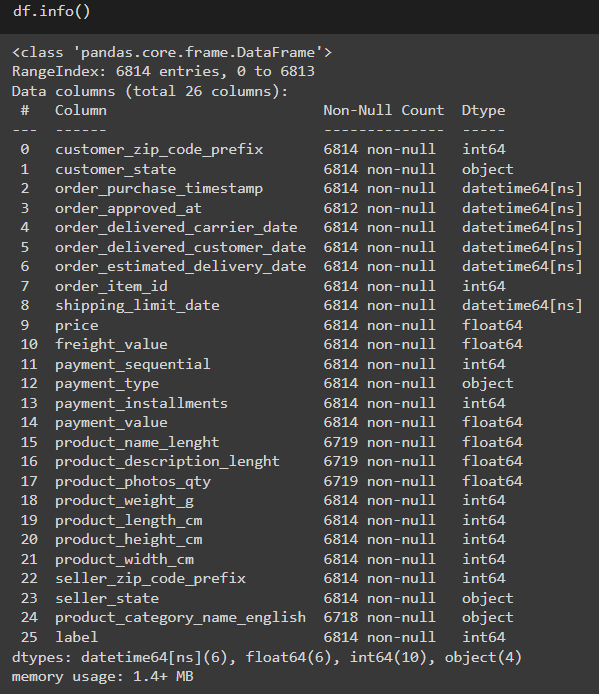 df.info()
<class 'pandas.core.frame.DataFrame'>
RangeIndex: 6814 entries, 0 to 6813
Data columns (total 26 columns):
 #   Column                         Non-Null Count  Dtype
---  ------                         --------------  -----
 0   customer_zip_code_prefix       6814 non-null   int64
 1   customer_state                 6814 non-null   object
 2   order_purchase_timestamp       6814 non-null   datetime64[ns]
 3   order_approved_at              6812 non-null   datetime64[ns]
 4   order_delivered_carrier_date   6814 non-null   datetime64[ns]
 5   order_delivered_customer_date  6814 non-null   datetime64[ns]
 6   order_estimated_delivery_date  6814 non-null   datetime64[ns]
 7   order_item_id                  6814 non-null   int64
 8   shipping_limit_date            6814 non-null   datetime64[ns]
 9   price                          6814 non-null   float64
 10  freight_value                  6814 non-null   float64
 11  payment_sequential             6814 non-null   int64
 12  payment_type                   6814 non-null   object
 13  payment_installments           6814 non-null   int64
 14  payment_value                  6814 non-null   float64
 15  product_name_lenght            6719 non-null   float64
 16  product_description_lenght     6719 non-null   float64
 17  product_photos_qty             6719 non-null   float64
 18  product_weight_g               6814 non-null   int64
 19  product_length_cm              6814 non-null   int64
 20  product_height_cm              6814 non-null   int64
 21  product_width_cm               6814 non-null   int64
 22  seller_zip_code_prefix         6814 non-null   int64
 23  seller_state                   6814 non-null   object
 24  product_category_name_english  6718 non-null   object
 25  label                          6814 non-null   int64
dtypes: datetime64[ns](6), float64(6), int64(10), object(4)
memory usage: 1.4+ MB